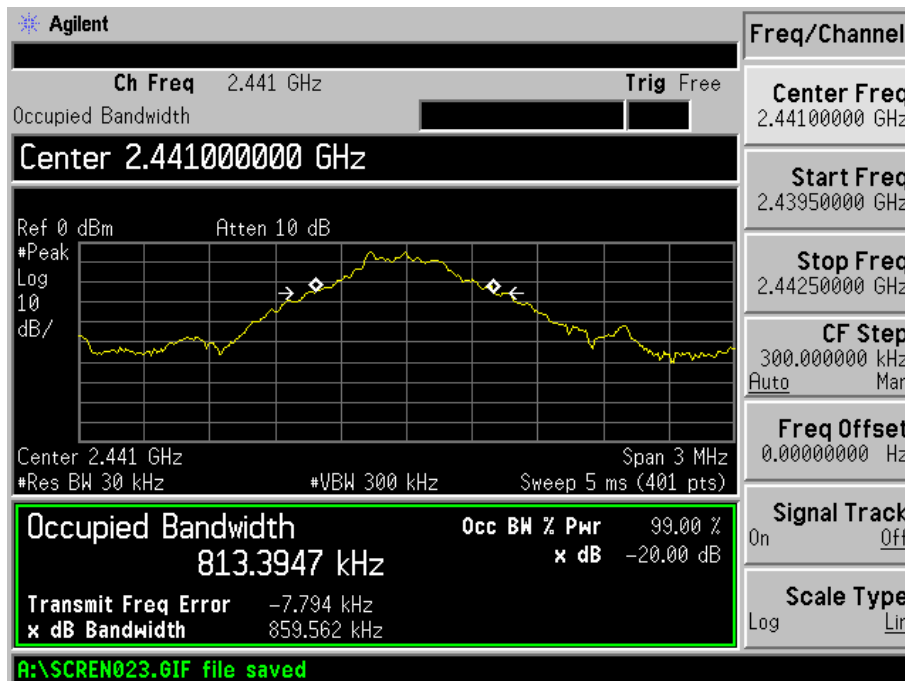 Agilent
Freq/Channel
Ch Freq 2.441 GHz Trig Free
Occupied Bandwidth
Center 2.441000000 GHz
Ref 0 dBm Atten 10 dB
#Peak
Log
10
dB/
Center 2.441 GHz Span 3 MHz
#Res BW 30 kHz #VBW 300 kHz Sweep 5 ms (401 pts)
Occupied Bandwidth
813.3947 kHz
Occ BW % Pwr 99.00 %
x dB -20.00 dB
Transmit Freq Error -7.794 kHz
x dB Bandwidth 859.562 kHz
A:\SCREN023.GIF file saved
Center Freq
2.44100000 GHz
Start Freq
2.43950000 GHz
Stop Freq
2.44250000 GHz
CF Step
300.000000 kHz
Auto Man
Freq Offset
0.00000000 Hz
Signal Track
On Off
Scale Type
Log Lin